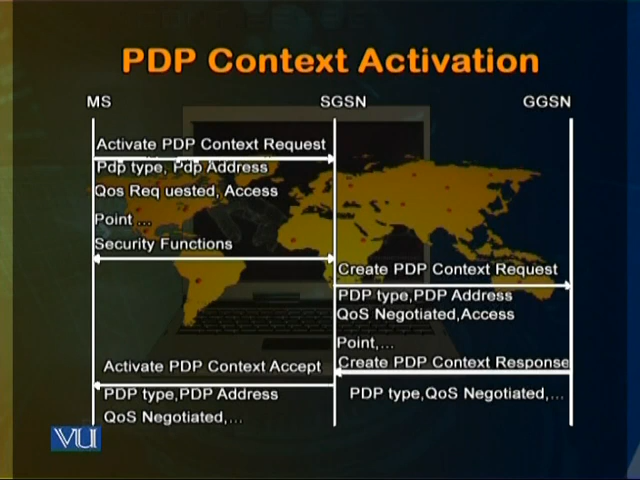 PDP Context Activation
MS SGSN GGSN
Activate PDP Context Request
Pdp type, Pdp Address
Qos Req uested, Access
Point ...
Security Functions
Create PDP Context Request
PDP type,PDP Address
QoS Negotiated,Access
Point,...
Create PDP Context Response
PDP type,QoS Negotiated,...
Activate PDP Context Accept
PDP type,PDP Address
QoS Negotiated,...
VU